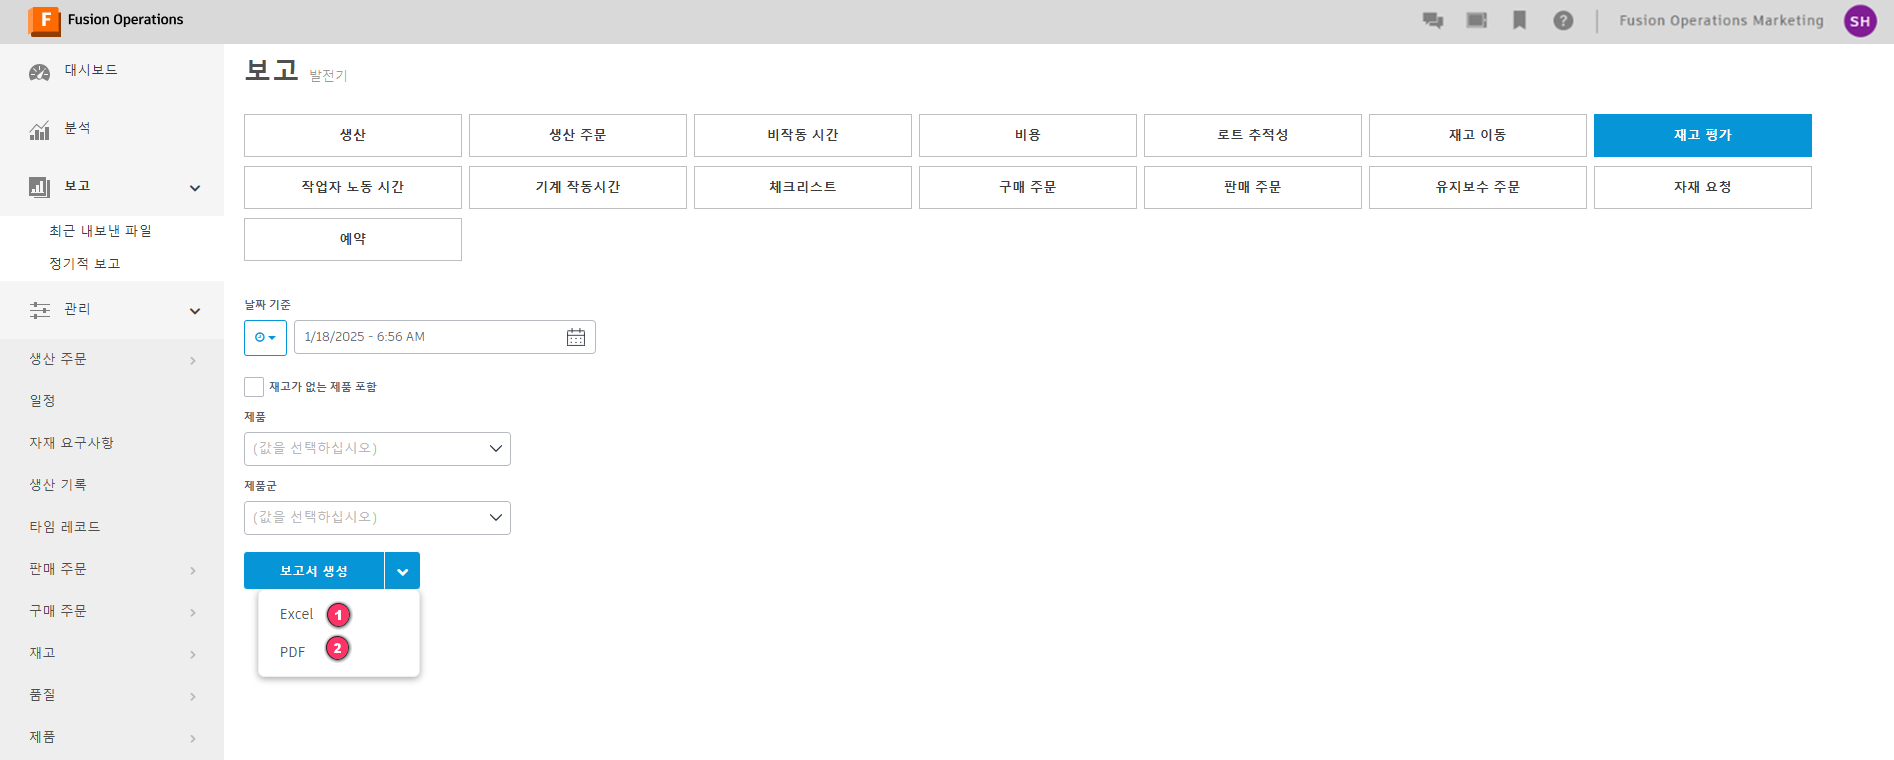 F Fusion Operations
? Fusion Operations Marketing SH
대시보드
분석
보고
최근 내보낸 파일
정기적 보고
관리
생산 주문
일정
자재 요구사항
생산 기록
타임 레코드
판매 주문
구매 주문
재고
품질
제품
보고 발전기
생산 생산 주문 비작동 시간 비용 로트 추적성 재고 이동 재고 평가
작업자 노동 시간 기계 작동시간 체크리스트 구매 주문 판매 주문 유지보수 주문 자재 요청
예약
날짜 기준
1/18/2025 - 6:56 AM
재고가 없는 제품 포함
제품
(값을 선택하십시오)
제품군
(값을 선택하십시오)
보고서 생성
Excel 1
PDF 2